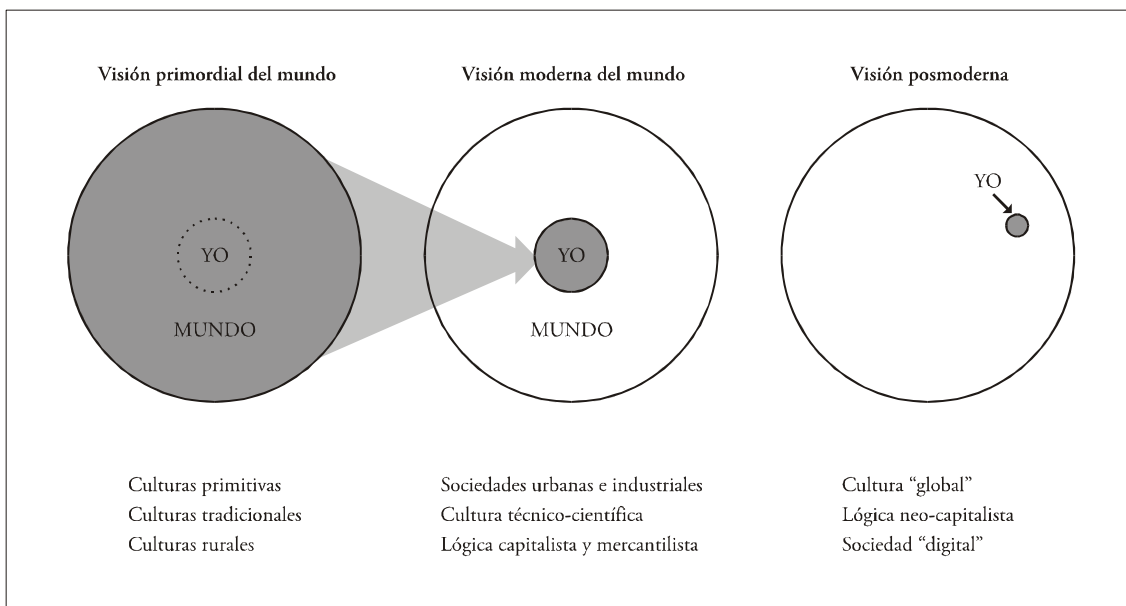 Visión primordial del mundo
Visión moderna del mundo
Visión posmoderna
YO
MUNDO
YO
MUNDO
YO
Culturas primitivas
Culturas tradicionales
Culturas rurales
Sociedades urbanas e industriales
Cultura técnico-científica
Lógica capitalista y mercantilista
Cultura “global”
Lógica neo-capitalista
Sociedad “digital”